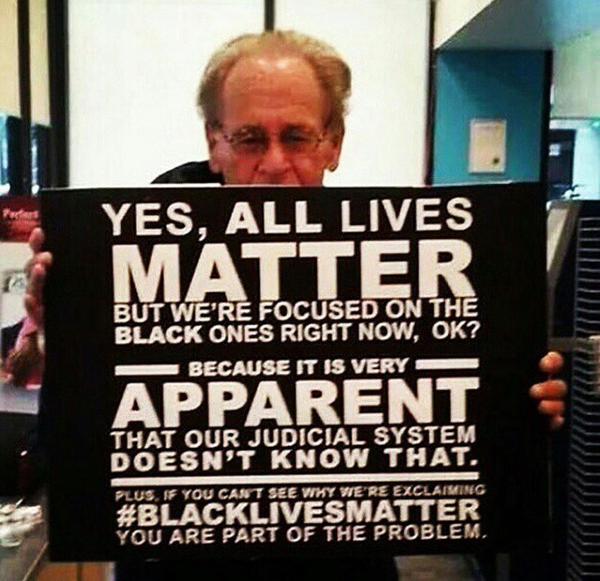 YES, ALL LIVES
MATTER
BUT WE'RE FOCUSED ON THE
BLACK ONES RIGHT NOW, OK?
BECAUSE IT IS VERY
APPARENT
THAT OUR JUDICIAL SYSTEM
DOESN'T KNOW THAT.
PLUS, IF YOU CAN'T SEE WHY WE'RE EXCLAIMING
#BLACKLIVESMATTER
YOU ARE PART OF THE PROBLEM.